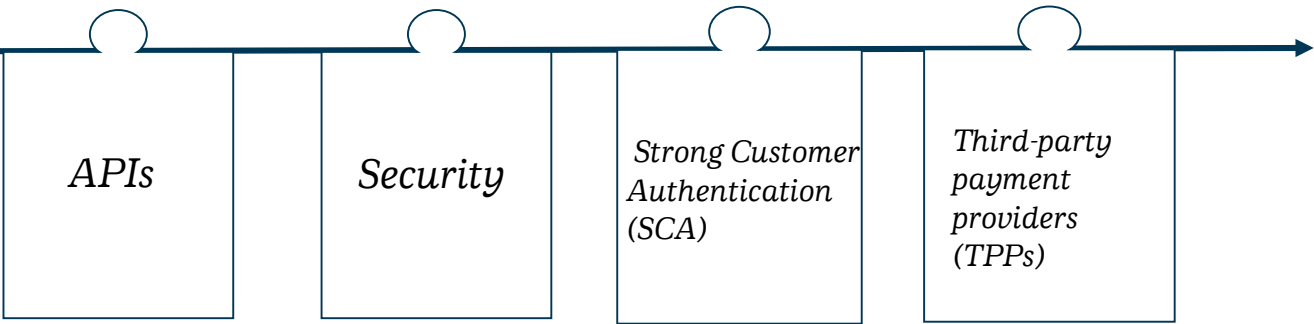 APIs
Security
Strong Customer
Authentication
(SCA)
Third-party
payment
providers
(TPPs)